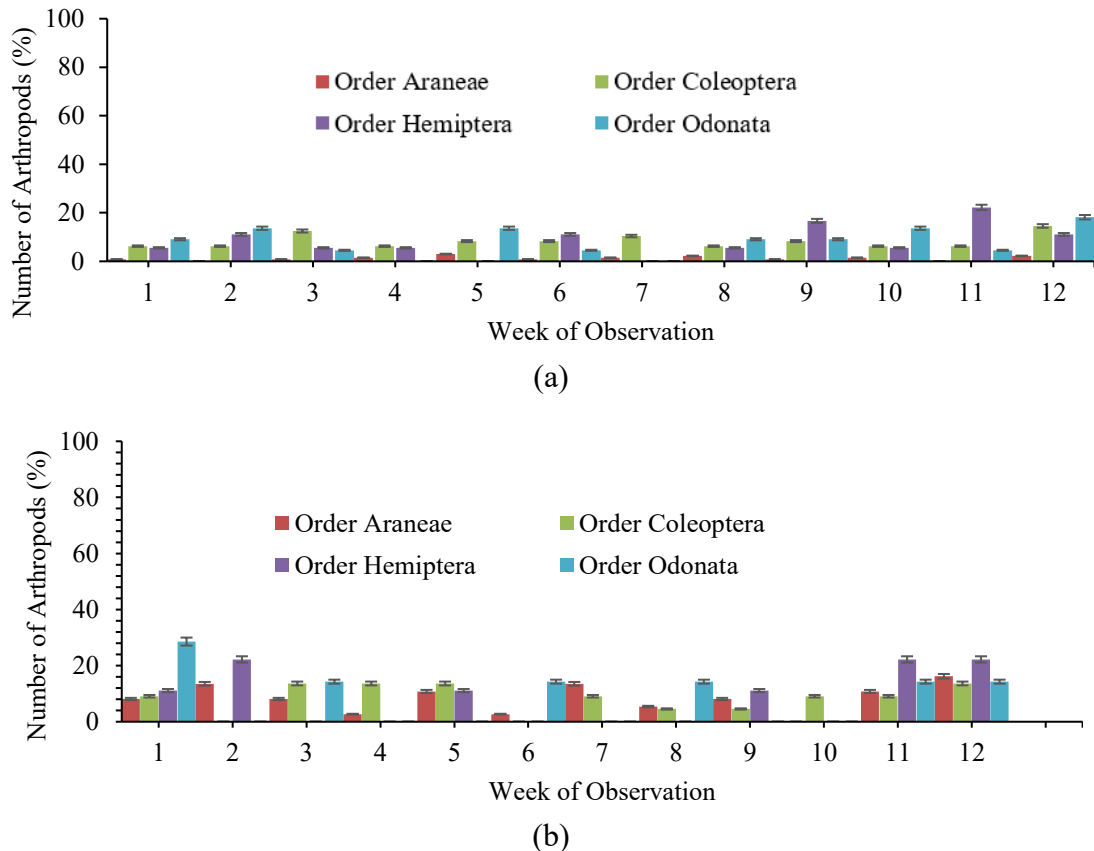 100
80
60
40
20
0
Number of Arthropods (%)
Order Araneae Order Coleoptera
Order Hemiptera Order Odonata
1 2 3 4 5 6 7 8 9 10 11 12
Week of Observation
(a)
100
80
60
40
20
0
Number of Arthropods (%)
Order Araneae Order Coleoptera
Order Hemiptera Order Odonata
1 2 3 4 5 6 7 8 9 10 11 12
Week of Observation
(b)